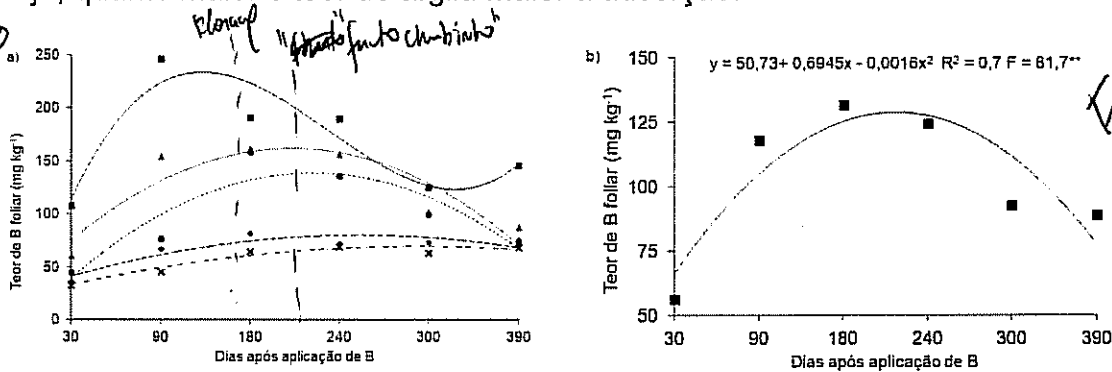 Floração "fruto chumbinho"
a)
Teor de B foliar (mg kg⁻¹)
250
200
150
100
50
0
30 90 180 240 300 390
Dias após aplicação de B
b)
y = 50,73+ 0,6945x - 0,0016x² R² = 0,7 F = 61,7**
Teor de B foliar (mg kg⁻¹)
150
125
100
75
50
30 90 180 240 300 390
Dias após aplicação de B